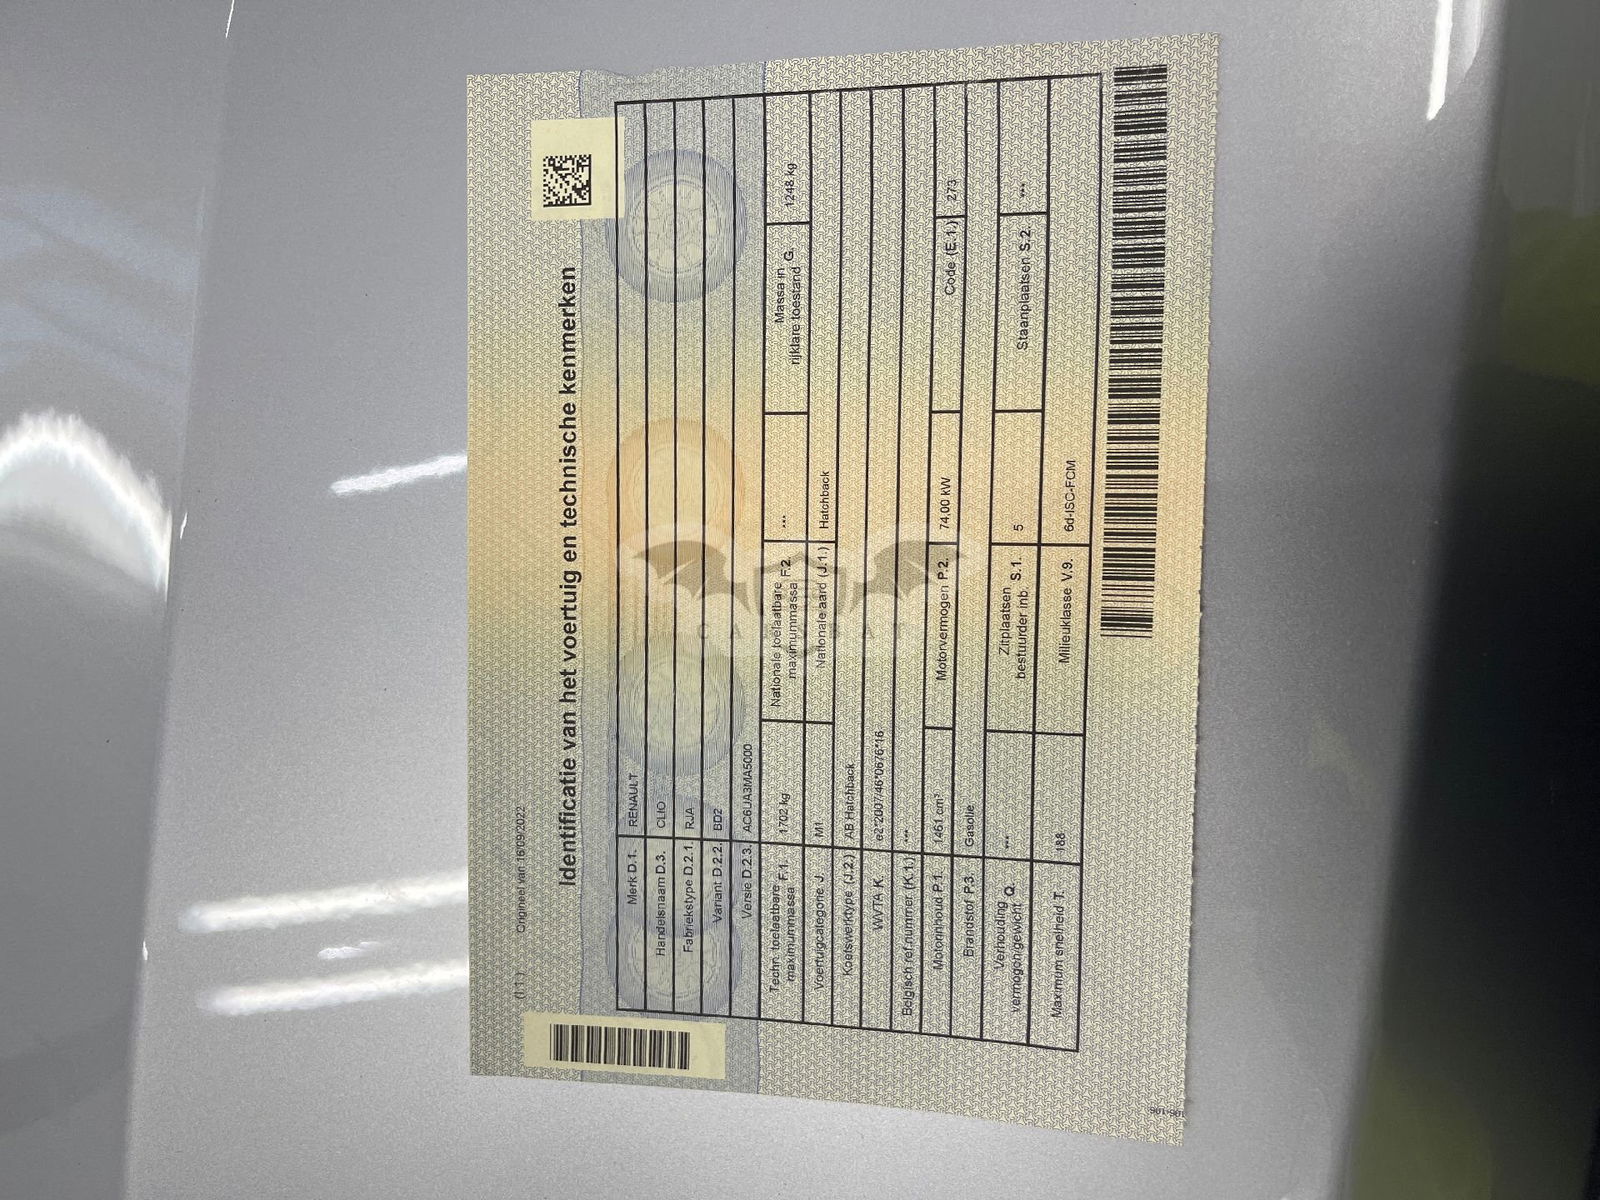 (I.1.) Origineel van 16/09/2022
Identificatie van het voertuig en technische kenmerken
Merk D.1. RENAULT
Handelsnaam D.3. CLIO
Fabriekstype D.2.1. RJA
Variant D.2.2. BD2
Versie D.2.3. AC6UA3MA5000
Techn. toelaatbare maximummassa F.1. 1702 kg Nationale toelaatbare maximummassa F.2. *** Massa in rijklare toestand G. 1248 kg
Voertuigcategorie J. M1 Nationale aard (J.1.) Hatchback
Koetswerktype (J.2.) AB Hatchback
WVTA K. e2*2007/46*0676*16
Belgisch ref.nummer (K.1.) ***
Motorinhoud P.1. 1461 cm³ Motorvermogen P.2. 74,00 kW Code (E.1.) 273
Brandstof P.3. Gasolie
Verhouding vermogen/gewicht Q. *** Zitplaatsen bestuurder inb. S.1. 5 Staanplaatsen S.2. ***
Maximum snelheid T. 188 Milieuklasse V.9. 6d-ISC-FCM
CARSBAT